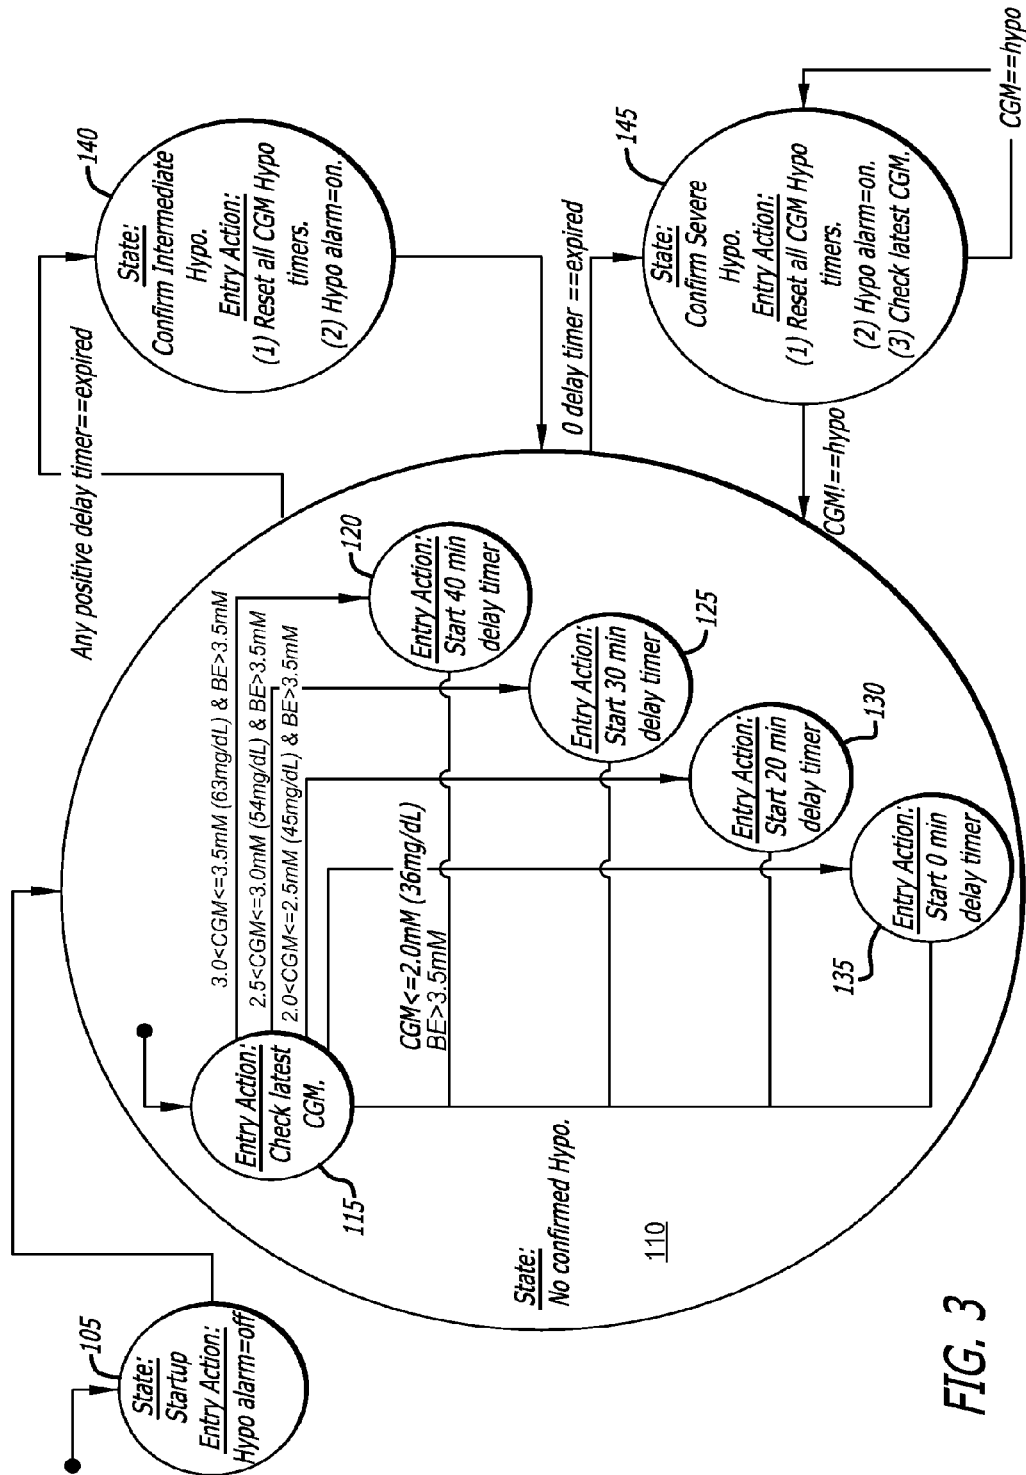 State:
Startup
Entry Action:
Hypo alarm=off
105
State:
No confirmed Hypo.
110
Entry Action:
Check latest
CGM.
115
3.0<CGM<=3.5mM (63mg/dL) & BE>3.5mM
2.5<CGM<=3.0mM (54mg/dL) & BE>3.5mM
2.0<CGM<=2.5mM (45mg/dL) & BE>3.5mM
CGM<=2.0mM (36mg/dL)
BE>3.5mM
Entry Action:
Start 40 min
delay timer
120
Entry Action:
Start 30 min
delay timer
125
Entry Action:
Start 20 min
delay timer
130
Entry Action:
Start 0 min
delay timer
135
Any positive delay timer==expired
State:
Confirm Intermediate
Hypo.
Entry Action:
(1) Reset all CGM Hypo
timers.
(2) Hypo alarm=on.
140
0 delay timer ==expired
State:
Confirm Severe
Hypo.
Entry Action:
(1) Reset all CGM Hypo
timers.
(2) Hypo alarm=on.
(3) Check latest CGM.
145
CGM!==hypo
CGM==hypo
FIG. 3